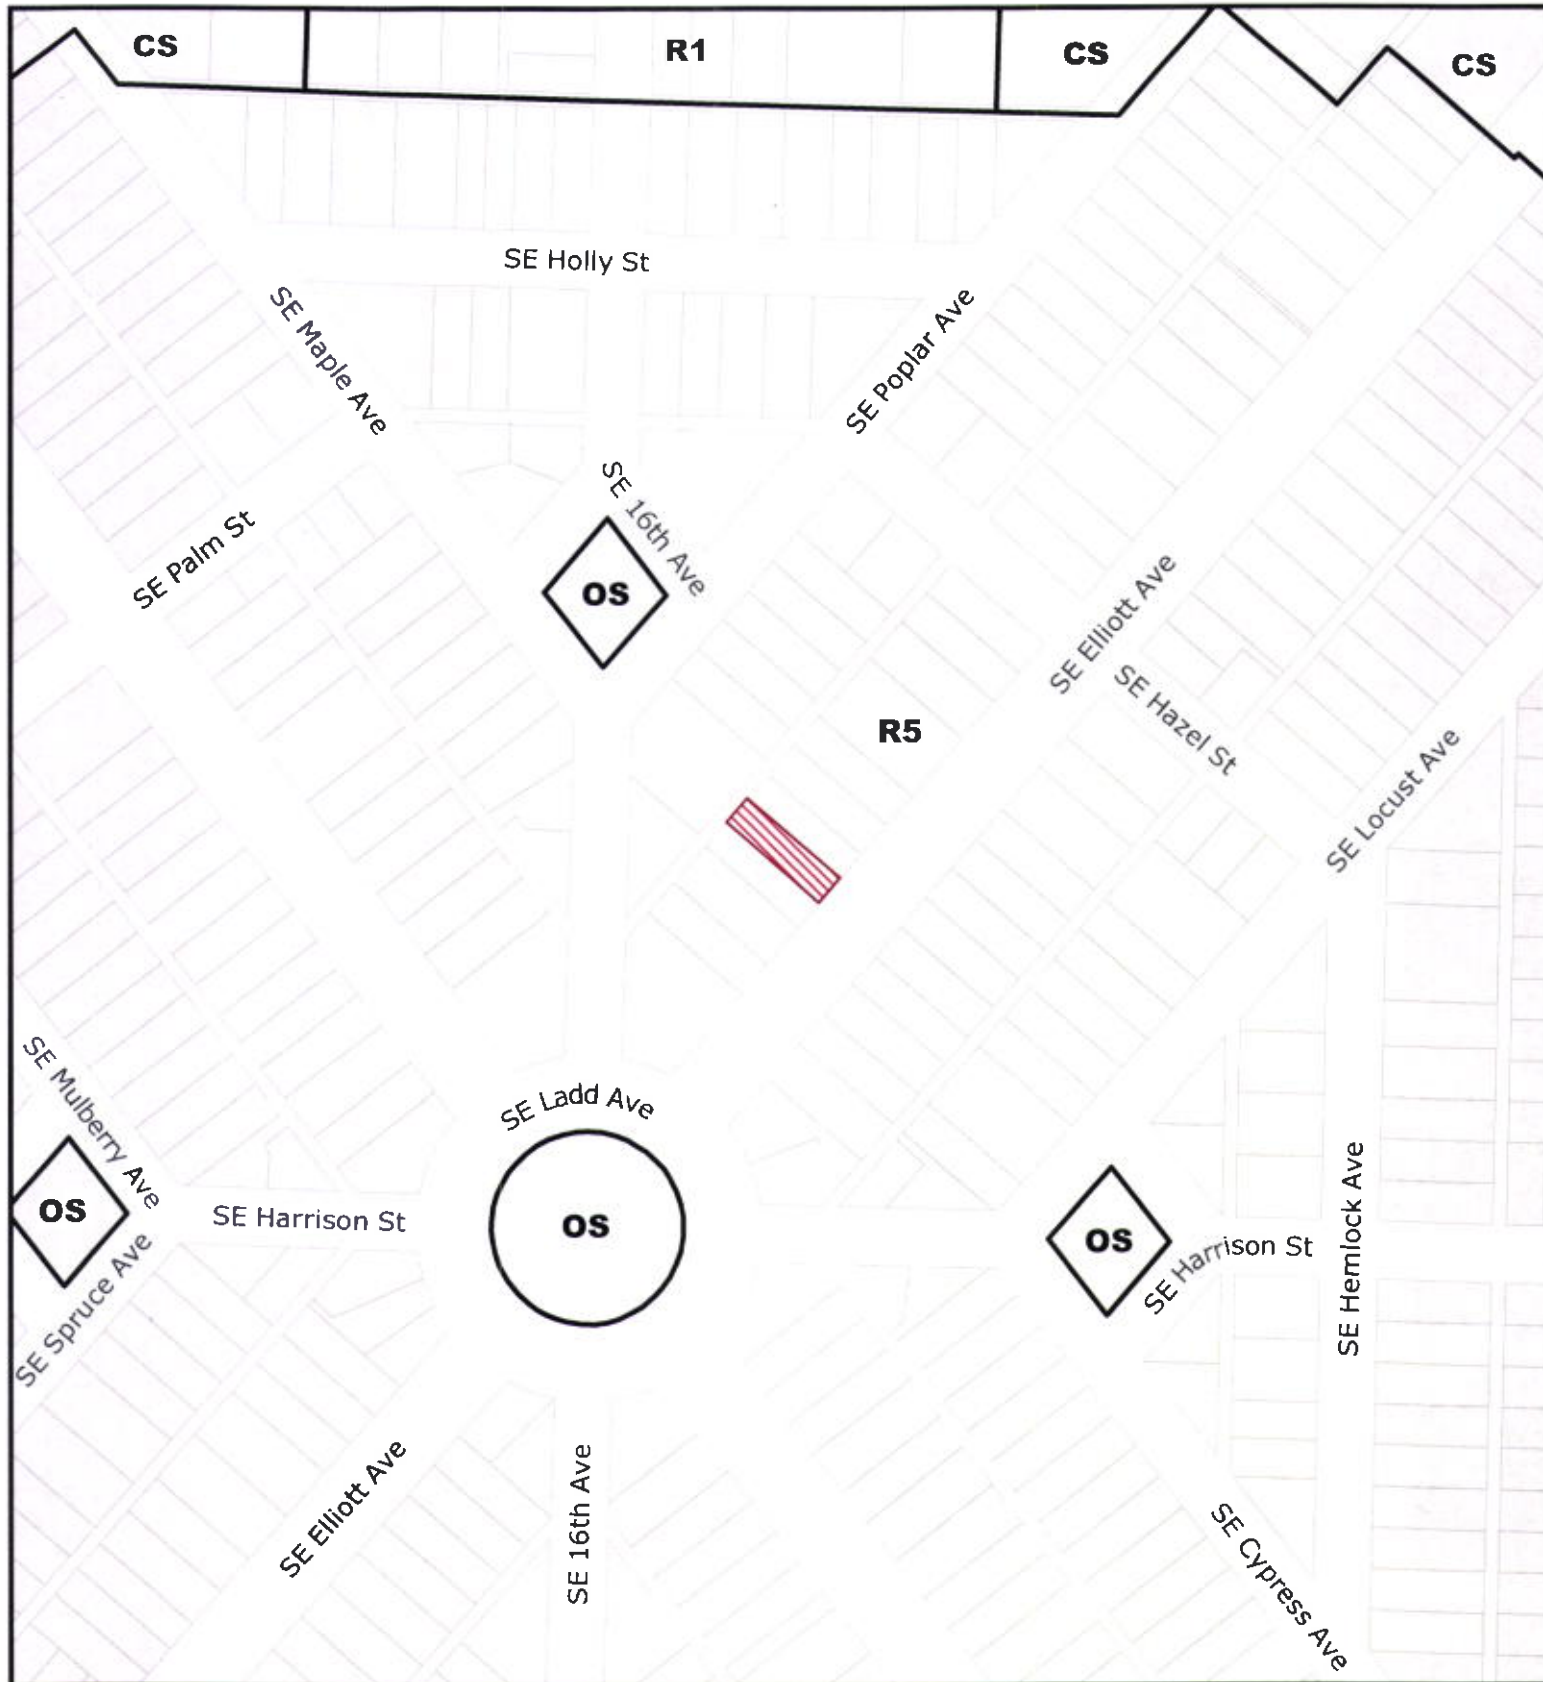 CS
R1
CS
CS
SE Holly St
SE Maple Ave
SE Poplar Ave
SE 16th Ave
SE Palm St
OS
SE Elliott Ave
SE Hazel St
R5
SE Locust Ave
SE Mulberry Ave
SE Ladd Ave
OS
SE Harrison St
OS
OS
SE Harrison St
SE Hemlock Ave
SE Spruce Ave
SE Elliott Ave
SE 16th Ave
SE Cypress Ave